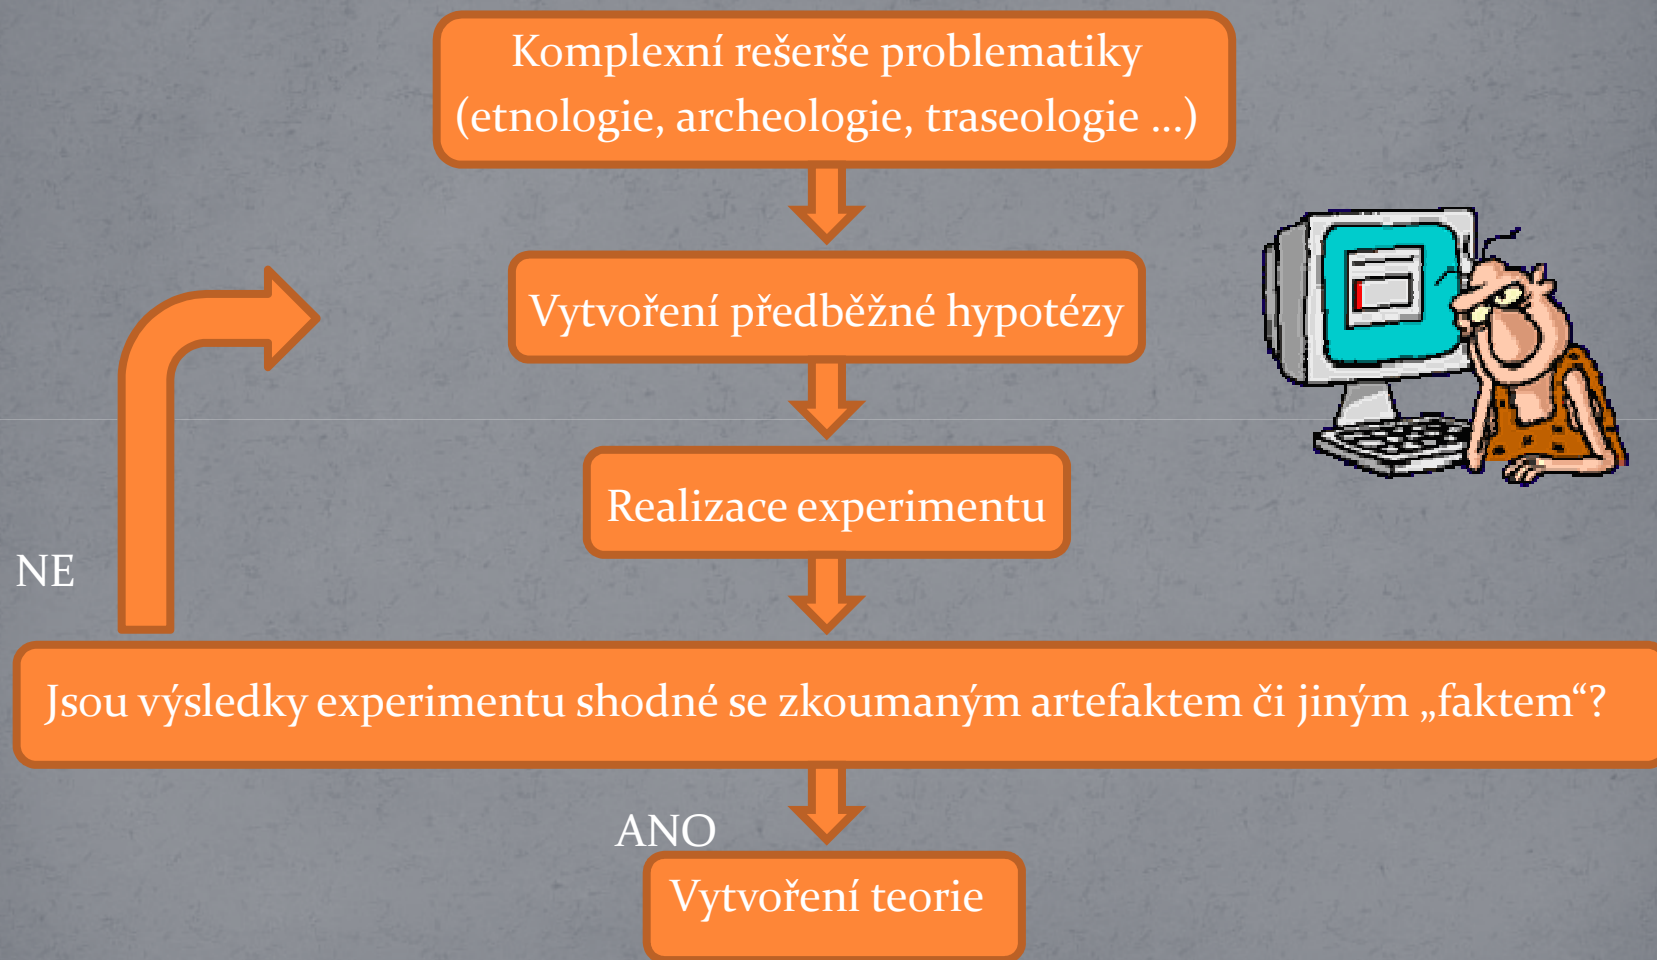 Komplexní rešerše problematiky
(etnologie, archeologie, traseologie ...)
Vytvoření předběžné hypotézy
Realizace experimentu
NE
Jsou výsledky experimentu shodné se zkoumaným artefaktem či jiným „faktem“?
ANO
Vytvoření teorie